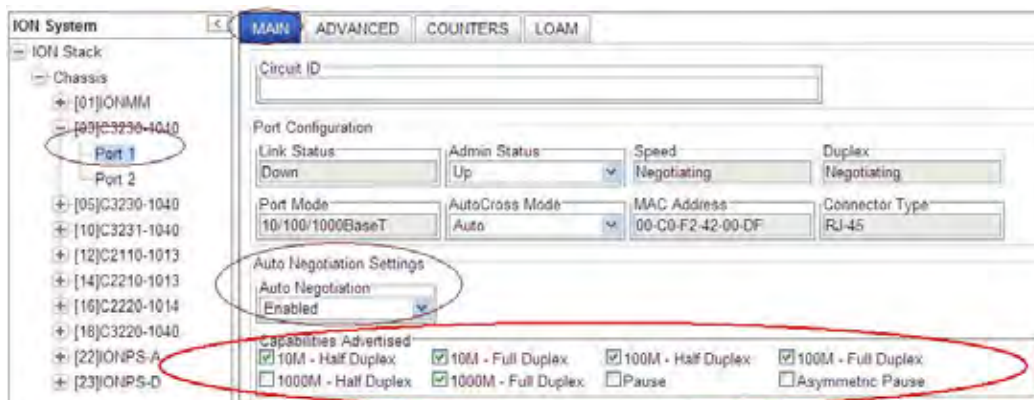 ION System
ION Stack
Chassis
[01]IONMM
[03]C3230-1040
Port 1
Port 2
[05]C3230-1040
[10]C3231-1040
[12]C2110-1013
[14]C2210-1013
[16]C2220-1014
[18]C3220-1040
[22]IONPS-A
[23]IONPS-D
MAIN ADVANCED COUNTERS LOAM
Circuit ID
Port Configuration
Link Status Admin Status Speed Duplex
Down Up Negotiating Negotiating
Port Mode AutoCross Mode MAC Address Connector Type
10/100/1000BaseT Auto 00-C0-F2-42-00-DF RJ-45
Auto Negotiation Settings
Auto Negotiation
Enabled
Capabilities Advertised
10M - Half Duplex 10M - Full Duplex 100M - Half Duplex 100M - Full Duplex
1000M - Half Duplex 1000M - Full Duplex Pause Asymmetric Pause